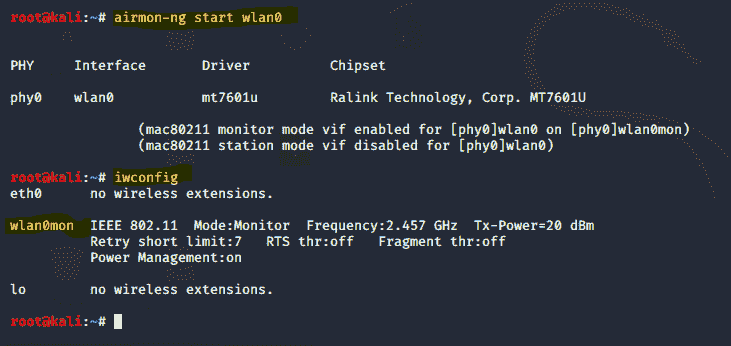 root@kali:~# airmon-ng start wlan0
PHY Interface Driver Chipset
phy0 wlan0 mt7601u Ralink Technology, Corp. MT7601U
(mac80211 monitor mode vif enabled for [phy0]wlan0 on [phy0]wlan0mon)
(mac80211 station mode vif disabled for [phy0]wlan0)
root@kali:~# iwconfig
eth0 no wireless extensions.
wlan0mon IEEE 802.11 Mode:Monitor Frequency:2.457 GHz Tx-Power=20 dBm
Retry short limit:7 RTS thr:off Fragment thr:off
Power Management:on
lo no wireless extensions.
root@kali:~#